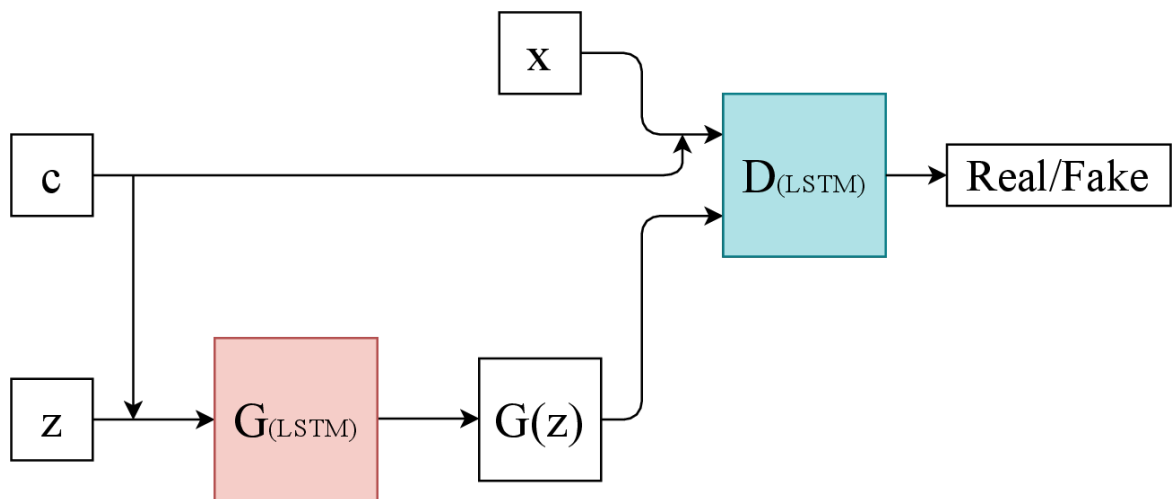 x
c
D(LSTM)
Real/Fake
z
G(LSTM)
G(z)